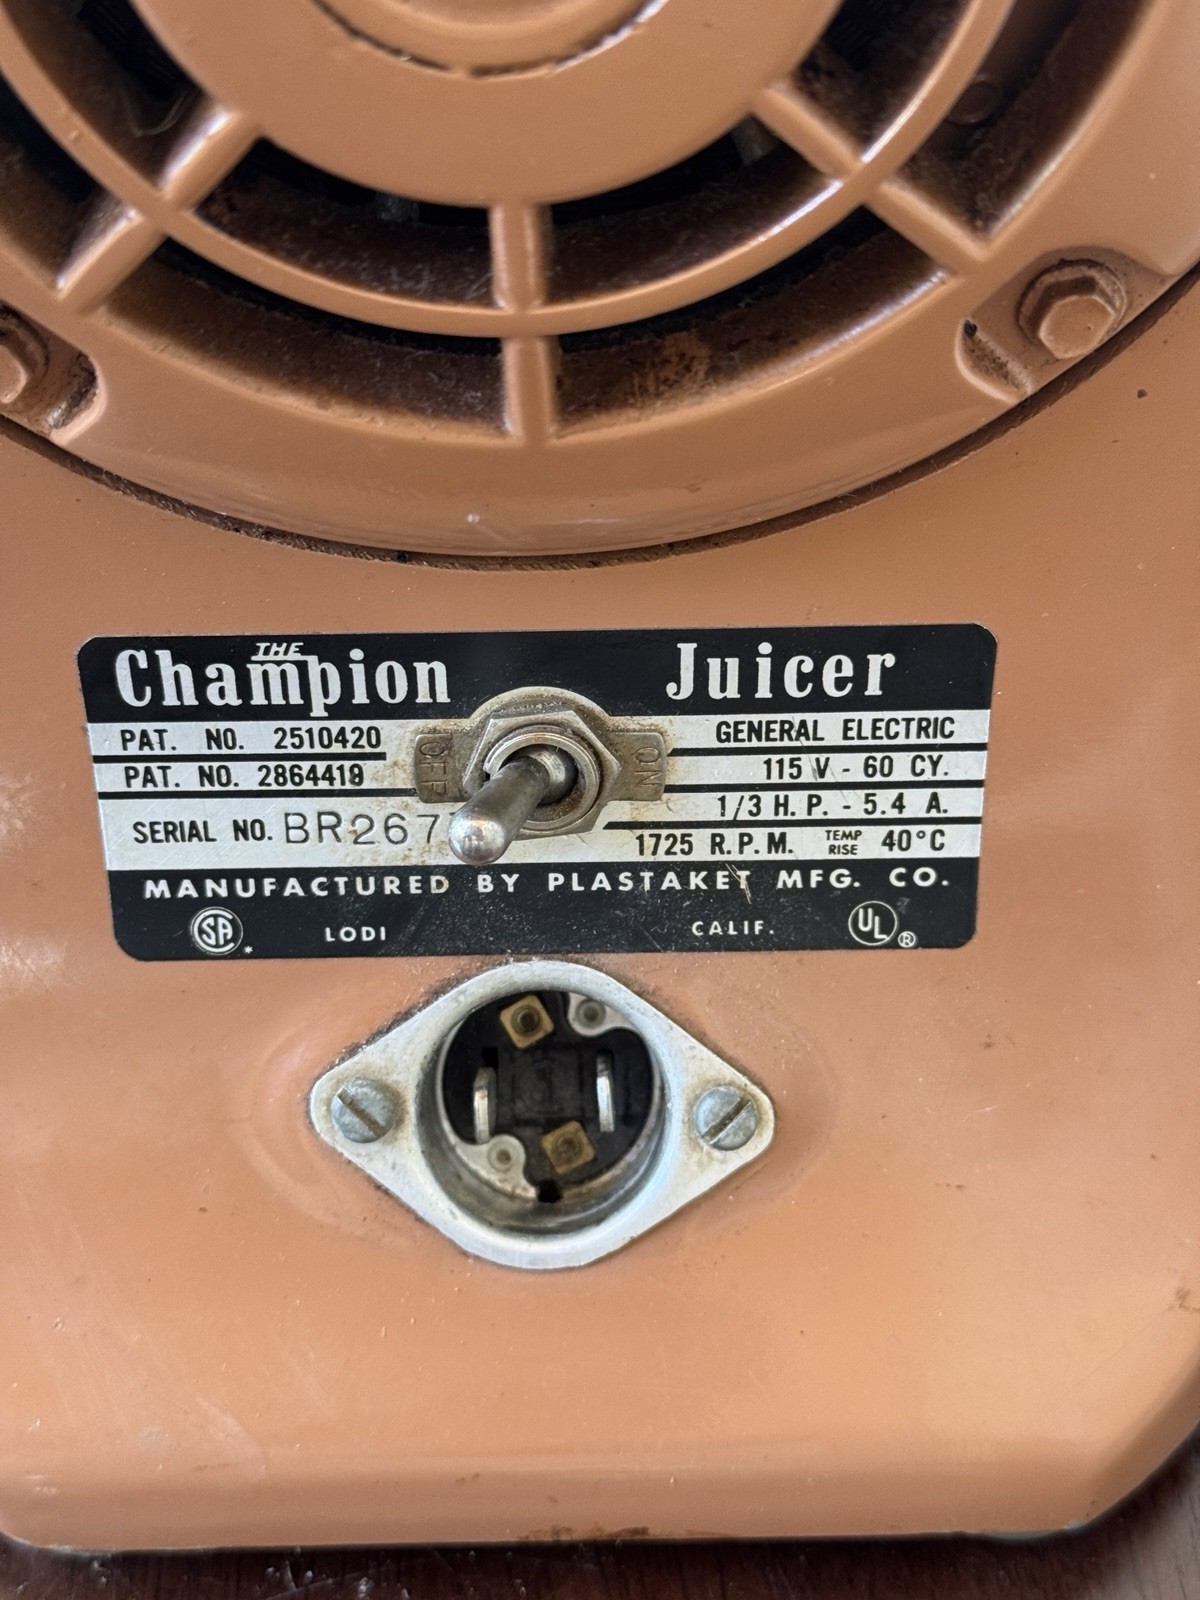 THE
Champion Juicer
PAT. NO. 2510420
PAT. NO. 2864419
SERIAL NO. BR267
OFF
ON
GENERAL ELECTRIC
115 V - 60 CY.
1/3 H.P. - 5.4 A.
1725 R.P.M. TEMP RISE 40°C
MANUFACTURED BY PLASTAKET MFG. CO.
SA LODI CALIF. UL ®